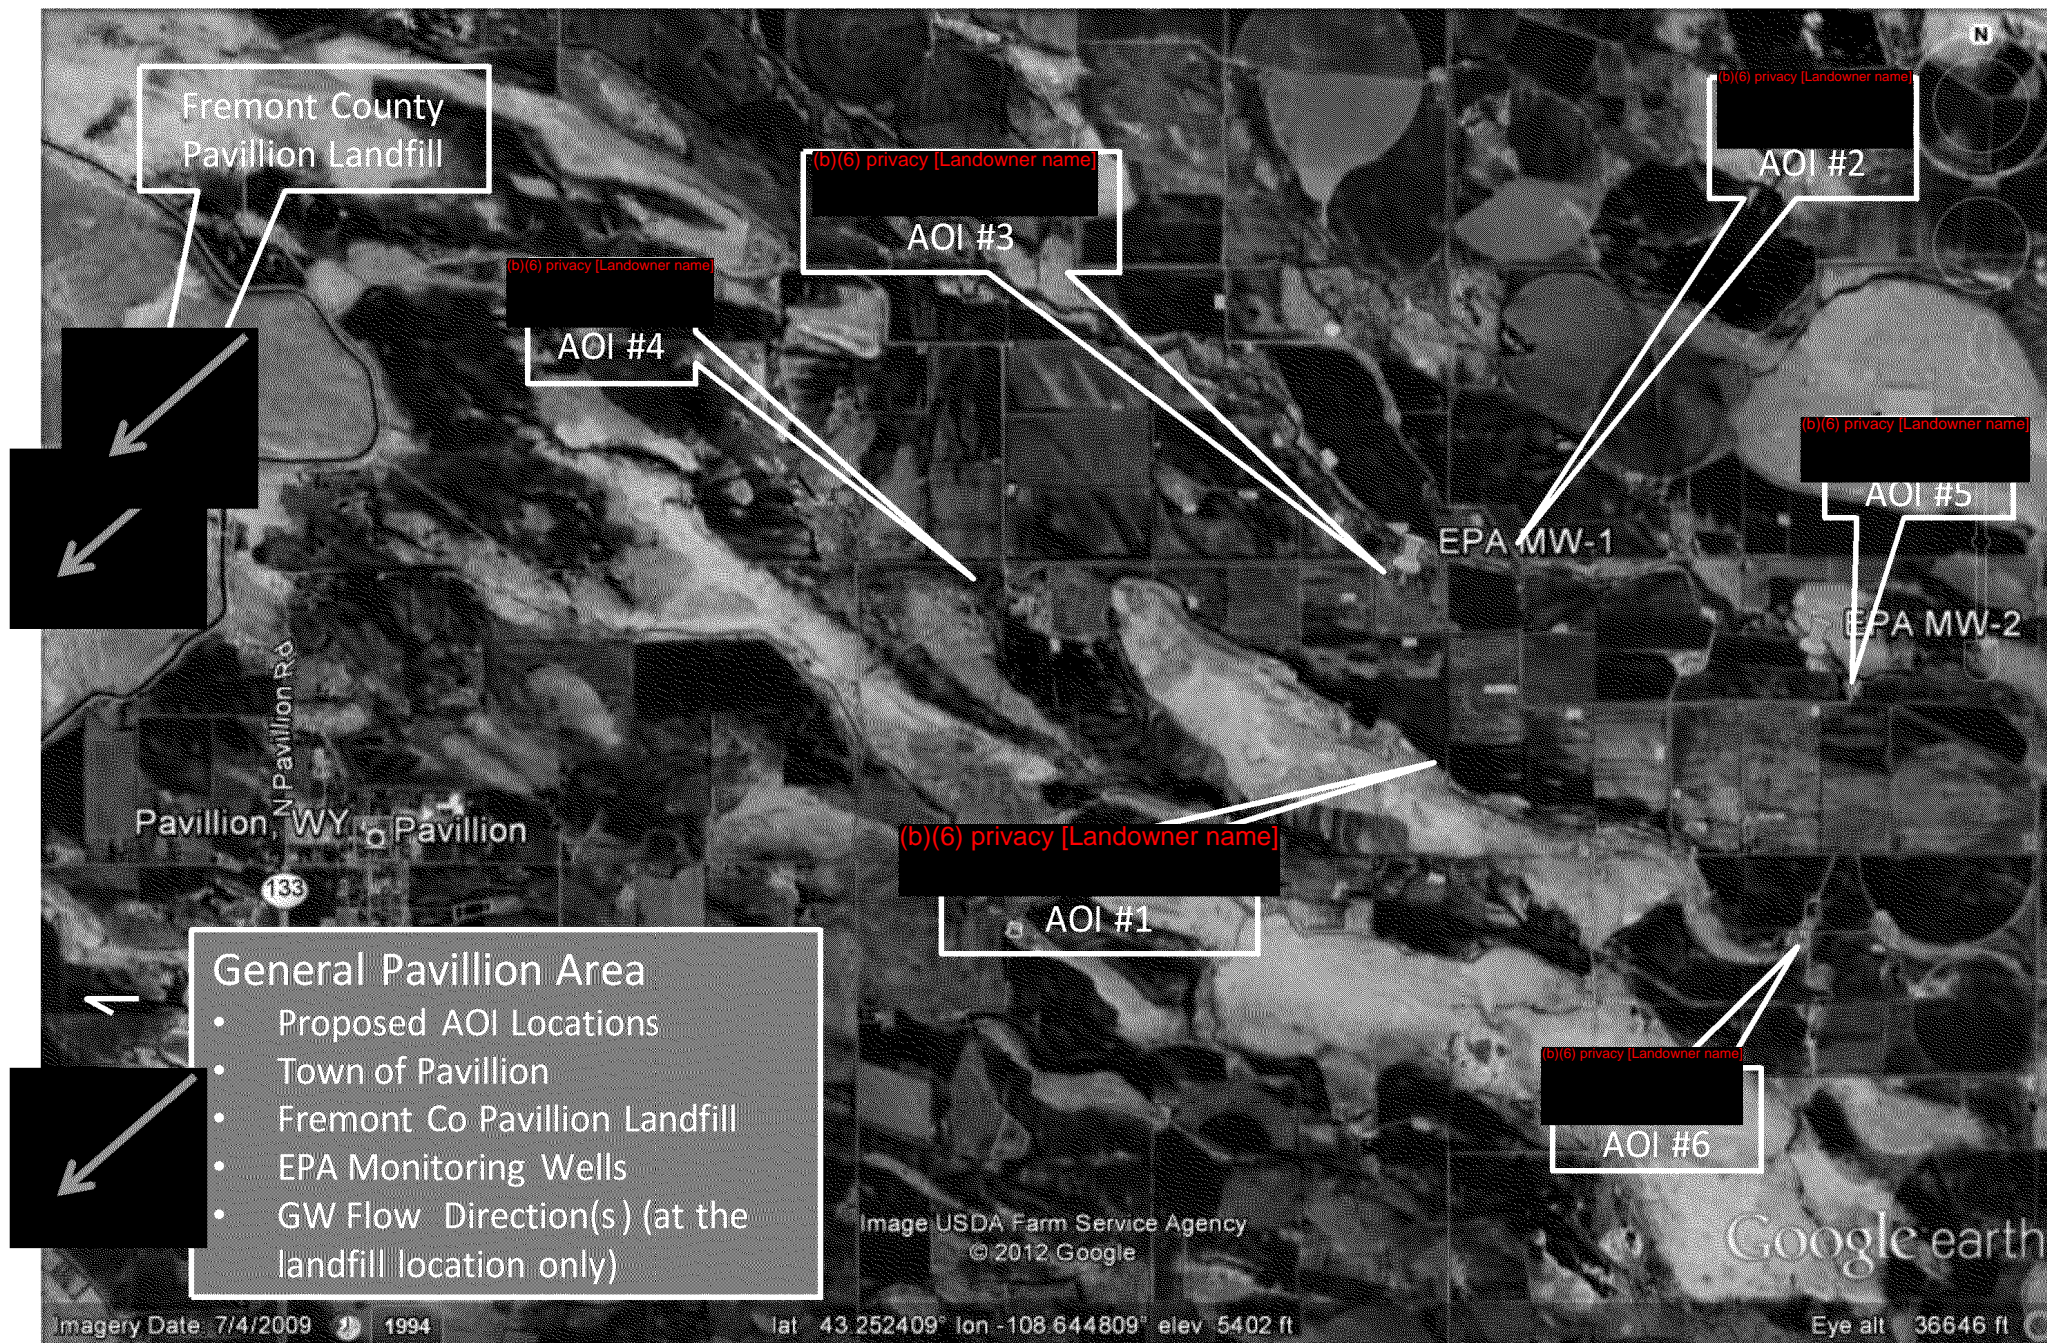 N
Fremont County
Pavillion Landfill
(b)(6) privacy [Landowner name]
AOI #2
(b)(6) privacy [Landowner name]
AOI #3
(b)(6) privacy [Landowner name]
AOI #4
(b)(6) privacy [Landowner name]
AOI #5
EPA MW-1
EPA MW-2
N Pavillion Rd
Pavillion, WY
Pavillion
133
(b)(6) privacy [Landowner name]
AOI #1
General Pavillion Area
• Proposed AOI Locations
• Town of Pavillion
• Fremont Co Pavillion Landfill
• EPA Monitoring Wells
• GW Flow Direction(s) (at the
landfill location only)
(b)(6) privacy [Landowner name]
AOI #6
Image USDA Farm Service Agency
© 2012 Google
Google earth
Imagery Date 7/4/2009
1994
lat 43.252409° lon -108.644809° elev 5402 ft
Eye alt 36646 ft